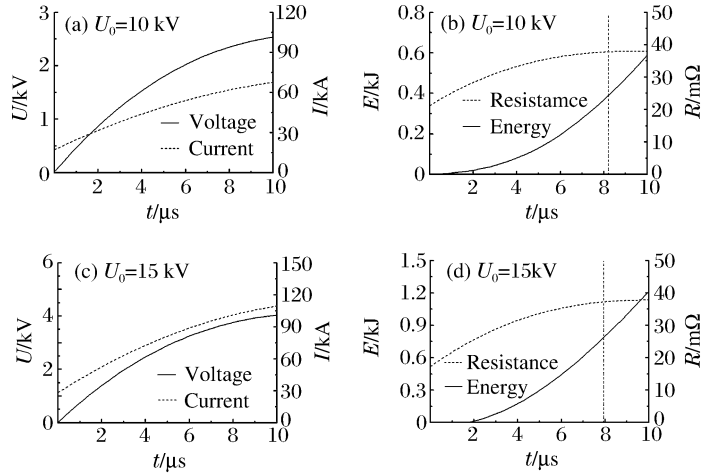 (a) U₀=10 kV
U/kV
3
2
1
0
I/kA
120
90
60
30
0
Voltage
Current
2 4 6 8 10
t/μs
(b) U₀=10 kV
E/kJ
0.8
0.6
0.4
0.2
0
R/mΩ
50
40
30
20
10
0
Resistamce
Energy
2 4 6 8 10
t/μs
(c) U₀=15 kV
U/kV
6
4
2
0
I/kA
150
120
90
60
30
0
Voltage
Current
0 2 4 6 8 10
t/μs
(d) U₀=15kV
E/kJ
1.5
1.2
0.9
0.6
0.3
0
R/mΩ
50
40
30
20
10
0
Resistance
Energy
0 2 4 6 8 10
t/μs